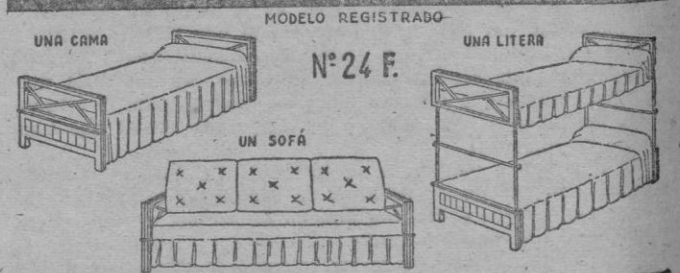 MODELO REGISTRADO
UNA CAMA
Nº 24 F.
UNA LITERA
UN SOFÁ